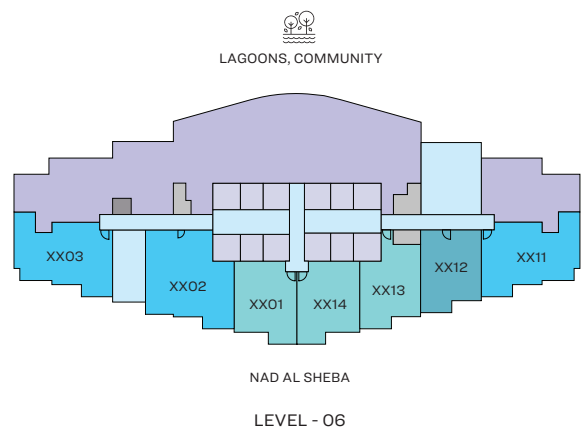 LAGOONS, COMMUNITY
XX03
XX02
XX01
XX14
XX13
XX12
XX11
NAD AL SHEBA
LEVEL - 06